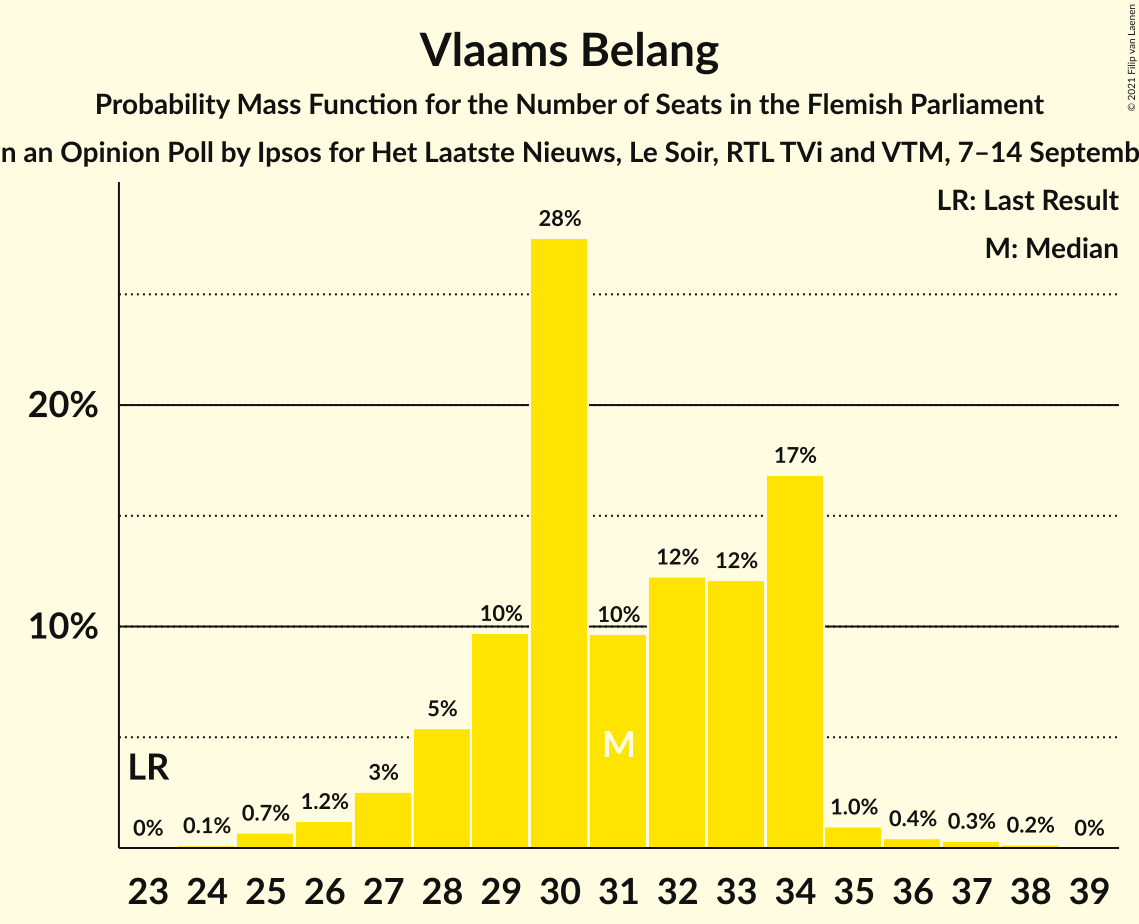 Vlaams Belang
Probability Mass Function for the Number of Seats in the Flemish Parliament
n an Opinion Poll by Ipsos for Het Laatste Nieuws, Le Soir, RTL TVi and VTM, 7–14 Septemb
© 2021 Filip van Laenen
LR: Last Result
M: Median
28%
20%
17%
12% 12%
10% 10%
10%
5%
M
LR
3%
0% 0.1% 0.7% 1.2% 1.0% 0.4% 0.3% 0.2% 0%
23 24 25 26 27 28 29 30 31 32 33 34 35 36 37 38 39